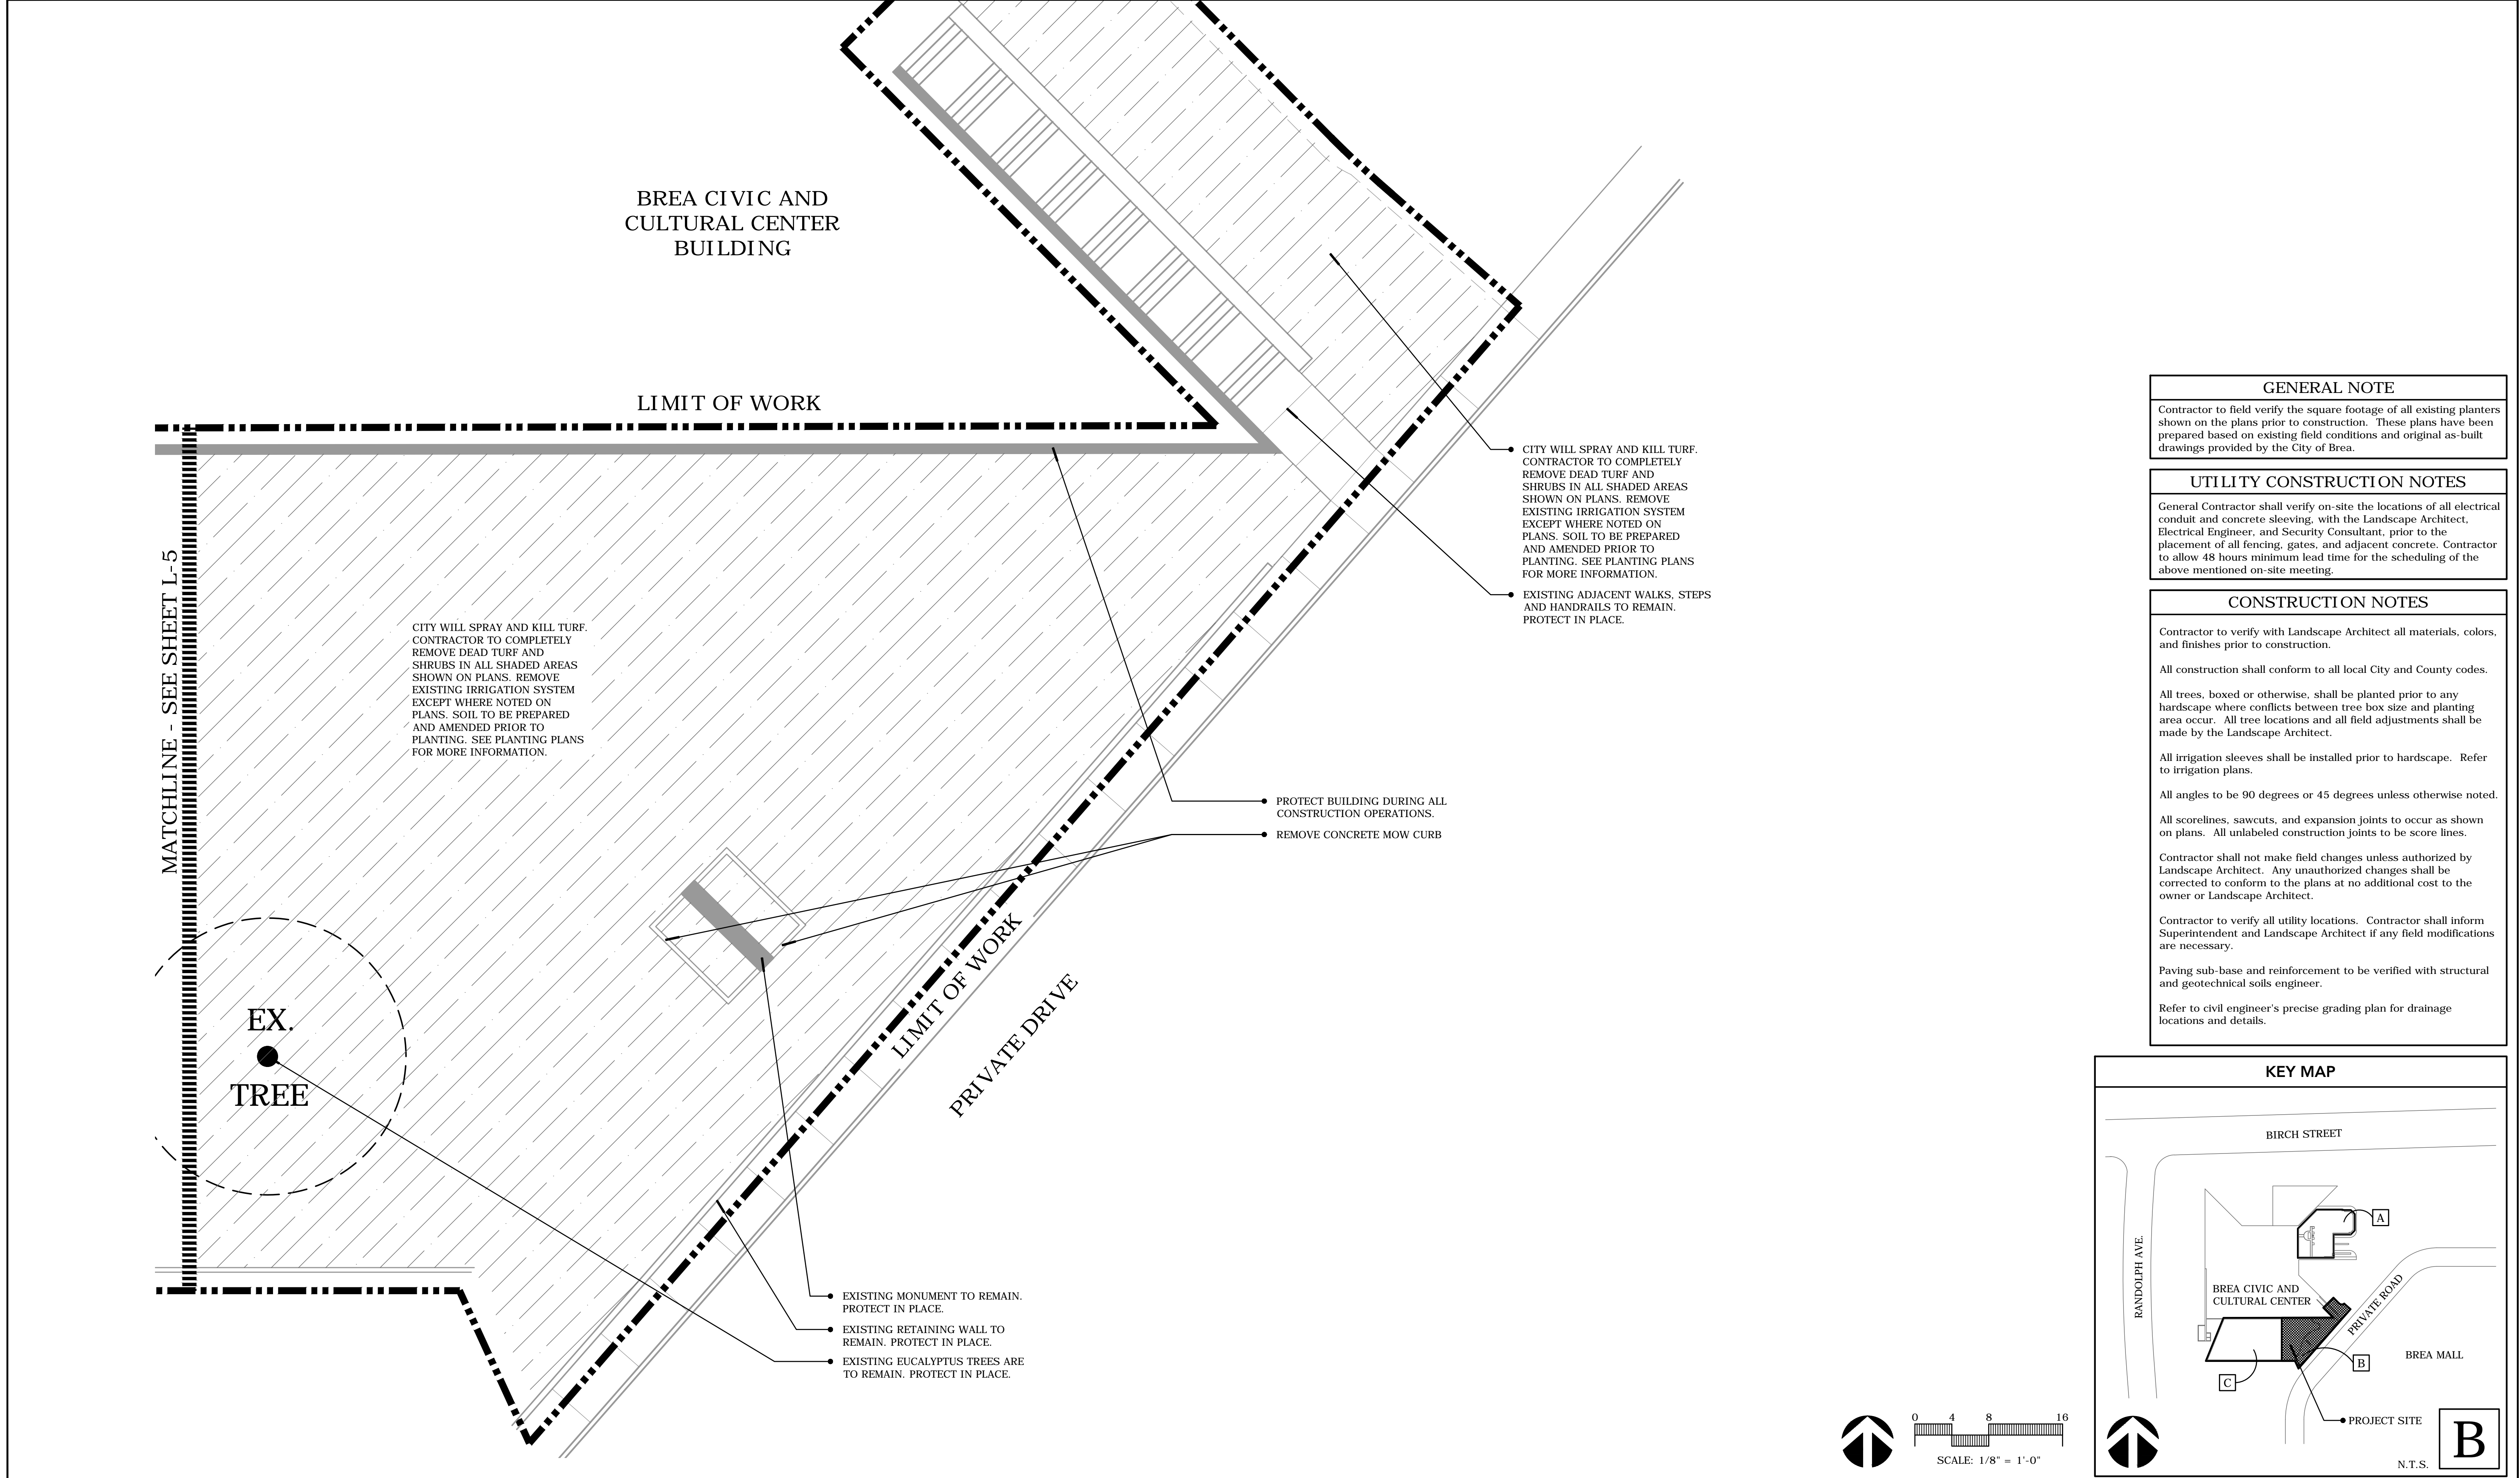 BREA CIVIC AND
CULTURAL CENTER
BUILDING
LIMIT OF WORK
MATCHLINE - SEE SHEET L-5
CITY WILL SPRAY AND KILL TURF.
CONTRACTOR TO COMPLETELY
REMOVE DEAD TURF AND
SHRUBS IN ALL SHADED AREAS
SHOWN ON PLANS. REMOVE
EXISTING IRRIGATION SYSTEM
EXCEPT WHERE NOTED ON
PLANS. SOIL TO BE PREPARED
AND AMENDED PRIOR TO
PLANTING. SEE PLANTING PLANS
FOR MORE INFORMATION.
EX.
TREE
CITY WILL SPRAY AND KILL TURF.
CONTRACTOR TO COMPLETELY
REMOVE DEAD TURF AND
SHRUBS IN ALL SHADED AREAS
SHOWN ON PLANS. REMOVE
EXISTING IRRIGATION SYSTEM
EXCEPT WHERE NOTED ON
PLANS. SOIL TO BE PREPARED
AND AMENDED PRIOR TO
PLANTING. SEE PLANTING PLANS
FOR MORE INFORMATION.
EXISTING ADJACENT WALKS, STEPS
AND HANDRAILS TO REMAIN.
PROTECT IN PLACE.
PROTECT BUILDING DURING ALL
CONSTRUCTION OPERATIONS.
REMOVE CONCRETE MOW CURB
LIMIT OF WORK
PRIVATE DRIVE
EXISTING MONUMENT TO REMAIN.
PROTECT IN PLACE.
EXISTING RETAINING WALL TO
REMAIN. PROTECT IN PLACE.
EXISTING EUCALYPTUS TREES ARE
TO REMAIN. PROTECT IN PLACE.
0 4 8 16
SCALE: 1/8" = 1'-0"
GENERAL NOTE
Contractor to field verify the square footage of all existing planters
shown on the plans prior to construction. These plans have been
prepared based on existing field conditions and original as-built
drawings provided by the City of Brea.
UTILITY CONSTRUCTION NOTES
General Contractor shall verify on-site the locations of all electrical
conduit and concrete sleeving, with the Landscape Architect,
Electrical Engineer, and Security Consultant, prior to the
placement of all fencing, gates, and adjacent concrete. Contractor
to allow 48 hours minimum lead time for the scheduling of the
above mentioned on-site meeting.
CONSTRUCTION NOTES
Contractor to verify with Landscape Architect all materials, colors,
and finishes prior to construction.
All construction shall conform to all local City and County codes.
All trees, boxed or otherwise, shall be planted prior to any
hardscape where conflicts between tree box size and planting
area occur. All tree locations and all field adjustments shall be
made by the Landscape Architect.
All irrigation sleeves shall be installed prior to hardscape. Refer
to irrigation plans.
All angles to be 90 degrees or 45 degrees unless otherwise noted.
All scorelines, sawcuts, and expansion joints to occur as shown
on plans. All unlabeled construction joints to be score lines.
Contractor shall not make field changes unless authorized by
Landscape Architect. Any unauthorized changes shall be
corrected to conform to the plans at no additional cost to the
owner or Landscape Architect.
Contractor to verify all utility locations. Contractor shall inform
Superintendent and Landscape Architect if any field modifications
are necessary.
Paving sub-base and reinforcement to be verified with structural
and geotechnical soils engineer.
Refer to civil engineer's precise grading plan for drainage
locations and details.
KEY MAP
BIRCH STREET
RANDOLPH AVE.
A
BREA CIVIC AND
CULTURAL CENTER
PRIVATE ROAD
BREA MALL
B
C
PROJECT SITE
N.T.S.
B